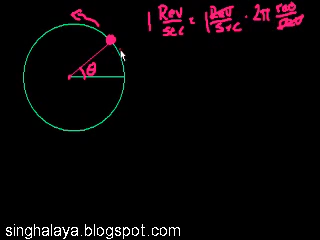 1 Rev/sec = 1 Rev/sec · 2π rad/Rev
θ
singhalaya.blogspot.com